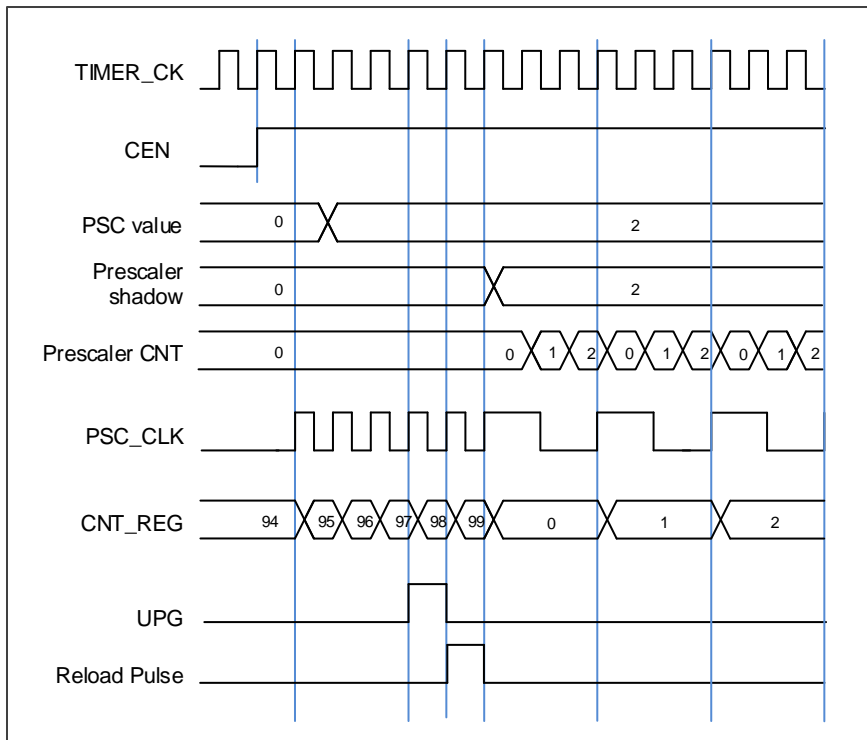 TIMER_CK
CEN
PSC value 0 2
Prescaler
shadow 0 2
Prescaler CNT 0 0 1 2 0 1 2 0 1 2
PSC_CLK
CNT_REG 94 95 96 97 98 99 0 1 2
UPG
Reload Pulse